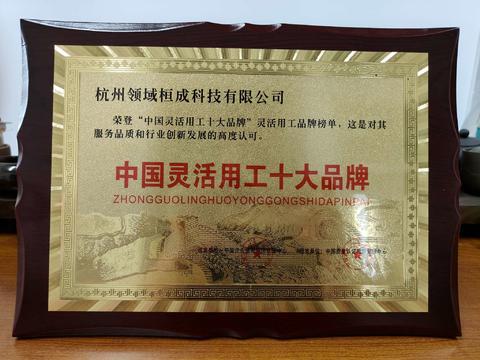 杭州领域桓成科技有限公司
荣登“中国灵活用工十大品牌”灵活用工品牌榜单，这是对其
服务品质和行业创新发展的高度认可。
中国灵活用工十大品牌
ZHONGGUOLINGHUOYONGGONGSHIDAPINPAI